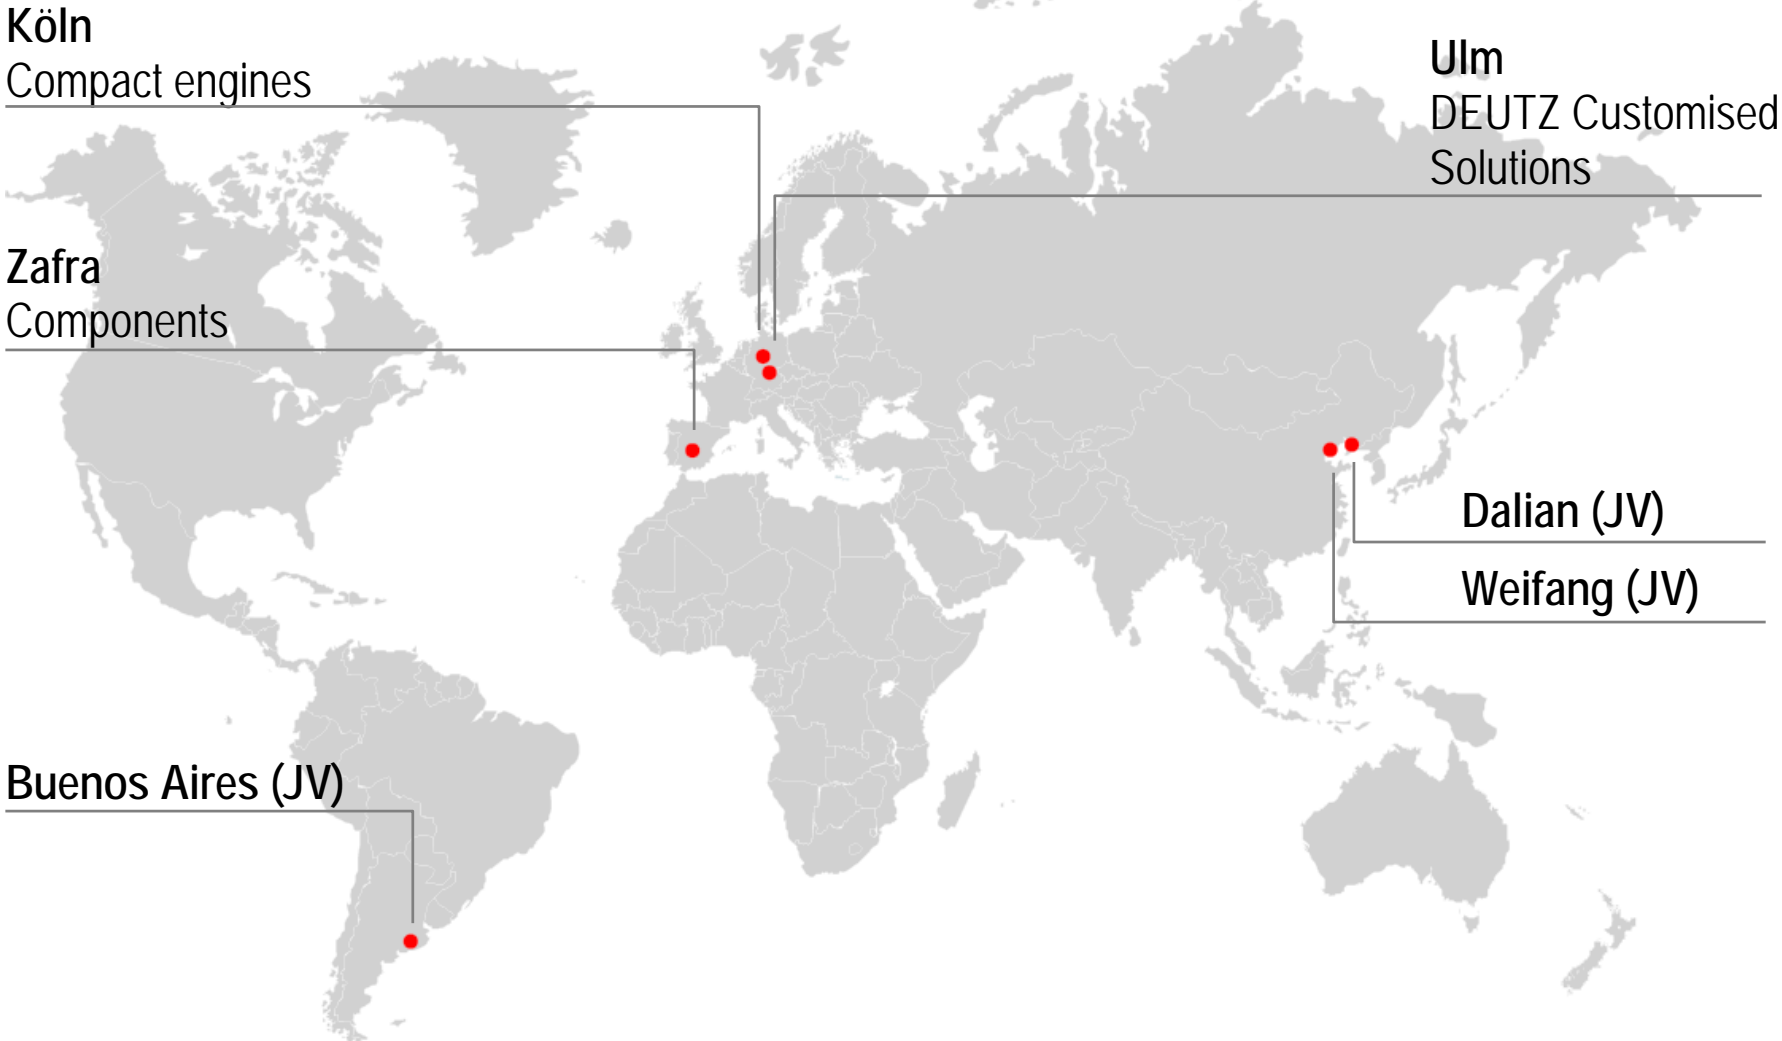 Köln
Compact engines
Ulm
DEUTZ Customised
Solutions
Zafra
Components
Dalian (JV)
Weifang (JV)
Buenos Aires (JV)